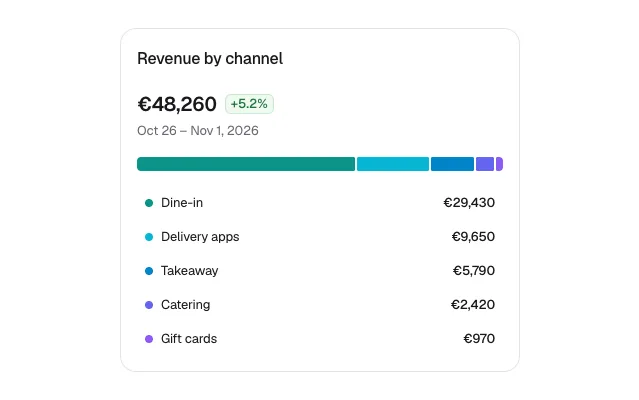 Revenue by channel
€48,260 +5.2%
Oct 26 – Nov 1, 2026
Dine-in €29,430
Delivery apps €9,650
Takeaway €5,790
Catering €2,420
Gift cards €970